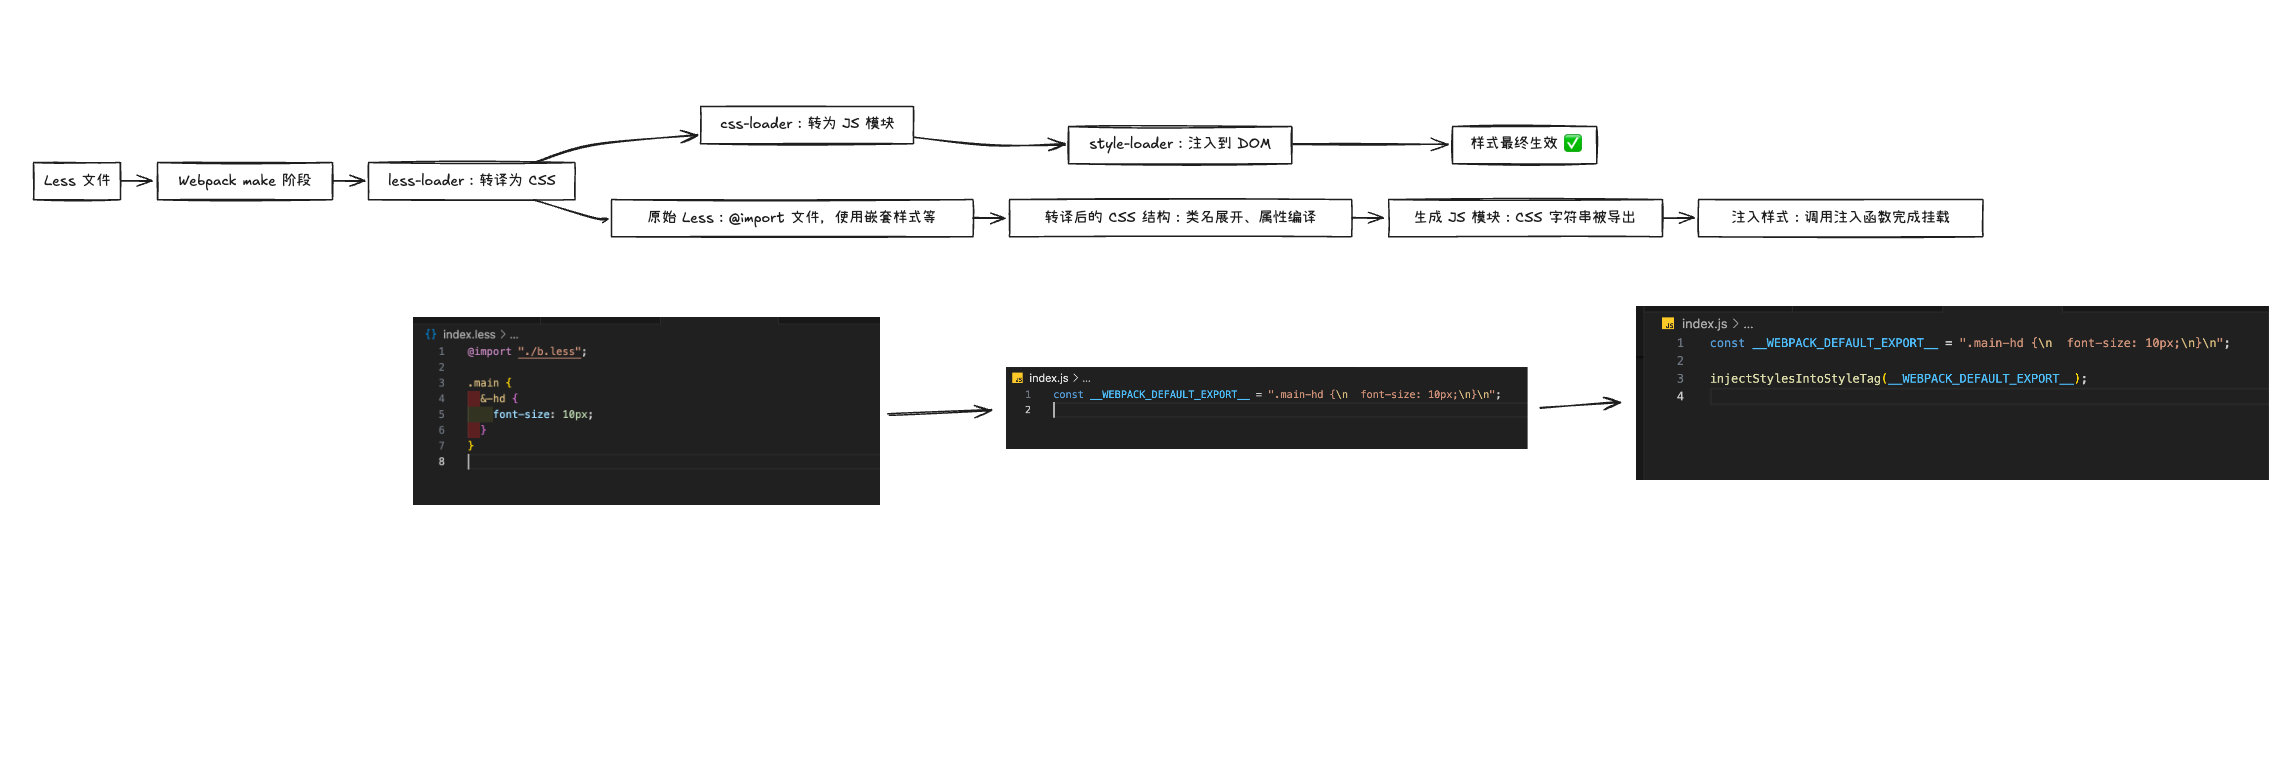 css-loader：转为 JS 模块
style-loader：注入到 DOM
样式最终生效 ✅
Less 文件
Webpack make 阶段
less-loader：转译为 CSS
原始 Less：@import 文件，使用嵌套样式等
转译后的 CSS 结构：类名展开、属性编译
生成 JS 模块：CSS 字符串被导出
注入样式：调用注入函数完成挂载
{} index.less > ...
1 @import "./b.less";
2
3 .main {
4 &-hd {
5 font-size: 10px;
6 }
7 }
8
JS index.js > ...
1 const __WEBPACK_DEFAULT_EXPORT__ = ".main-hd {\n  font-size: 10px;\n}\n";
2
JS index.js > ...
1 const __WEBPACK_DEFAULT_EXPORT__ = ".main-hd {\n  font-size: 10px;\n}\n";
2
3 injectStylesIntoStyleTag(__WEBPACK_DEFAULT_EXPORT__);
4